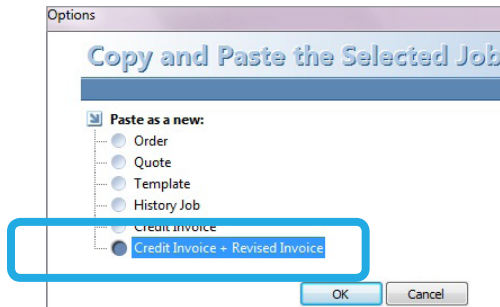 Options
Copy and Paste the Selected Job
Paste as a new:
Order
Quote
Template
History Job
Credit Invoice
Credit Invoice + Revised Invoice
OK Cancel